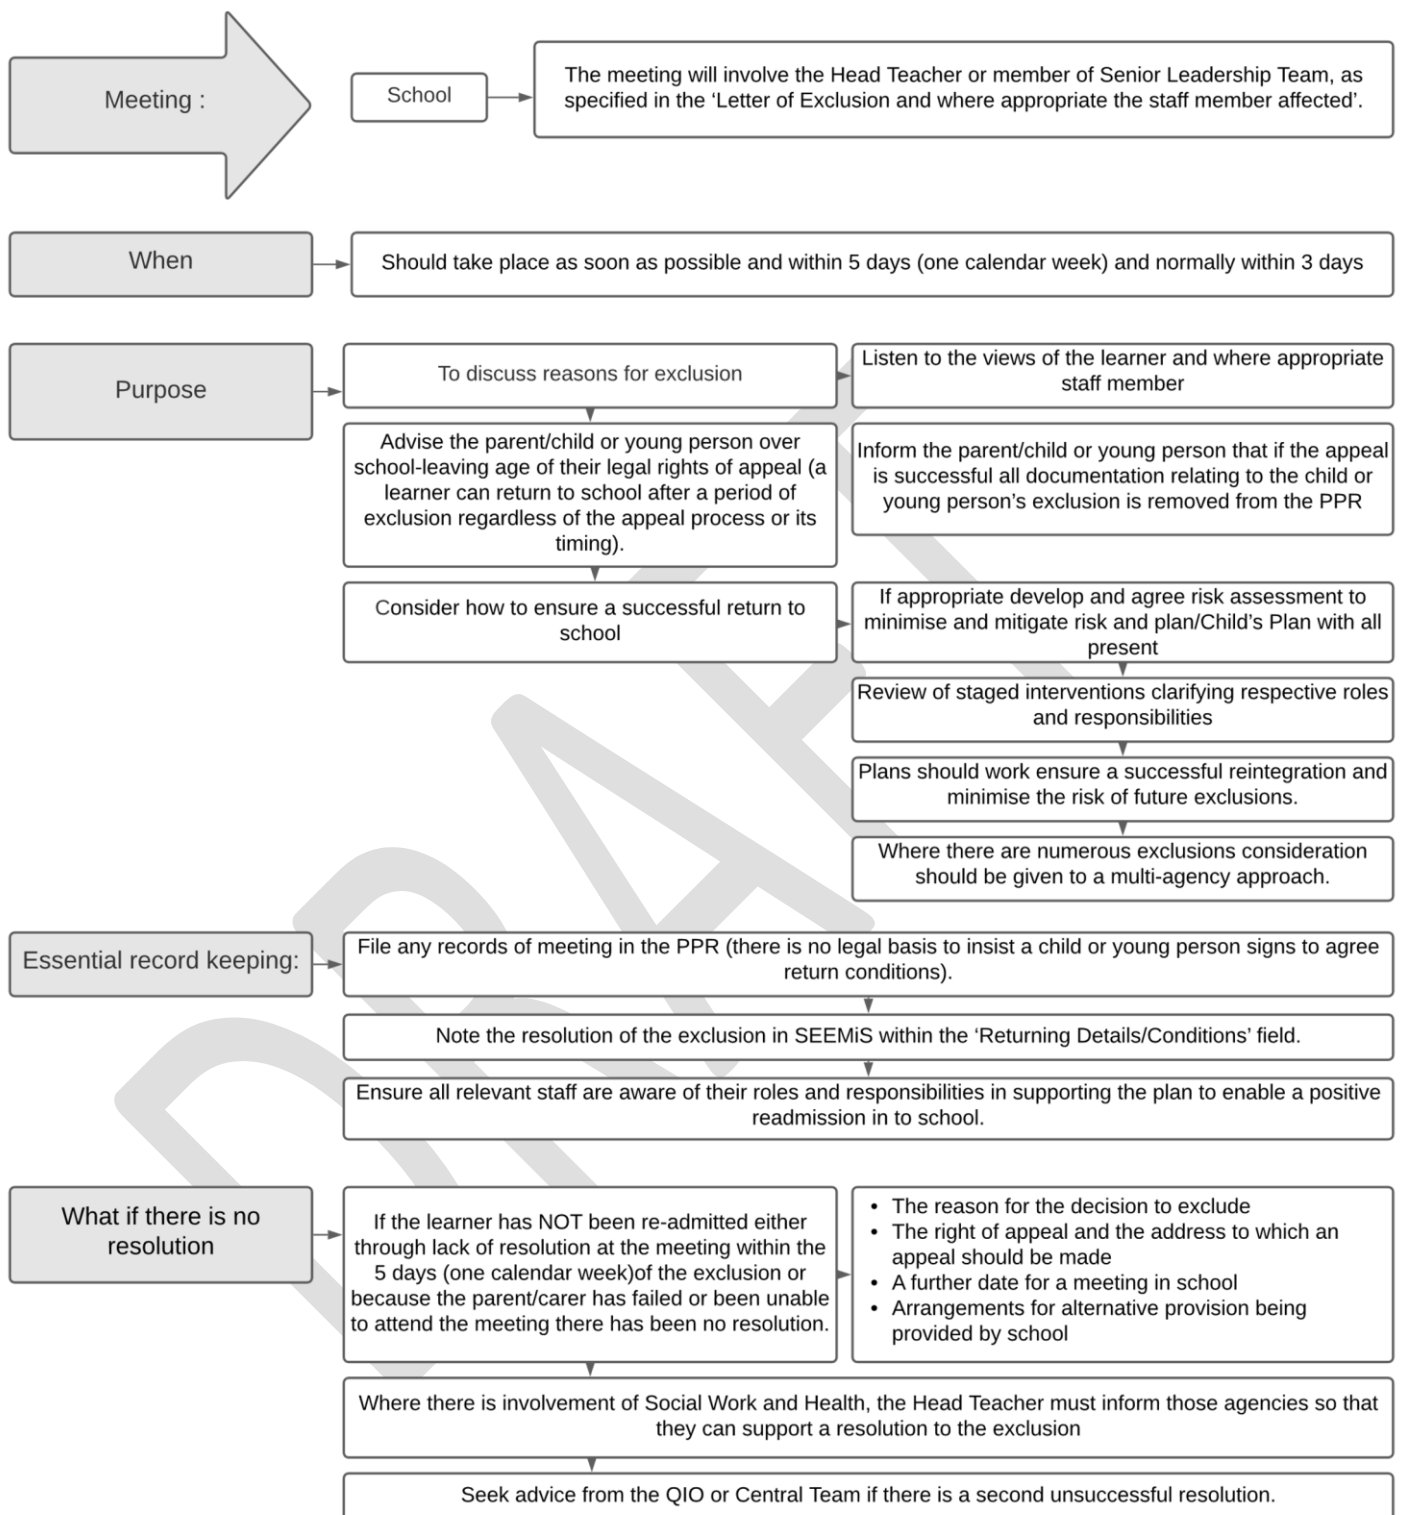 Meeting :
School
The meeting will involve the Head Teacher or member of Senior Leadership Team, as
specified in the ‘Letter of Exclusion and where appropriate the staff member affected’.
When
Should take place as soon as possible and within 5 days (one calendar week) and normally within 3 days
Purpose
To discuss reasons for exclusion
Listen to the views of the learner and where appropriate
staff member
Advise the parent/child or young person over
school-leaving age of their legal rights of appeal (a
learner can return to school after a period of
exclusion regardless of the appeal process or its
timing).
Inform the parent/child or young person that if the appeal
is successful all documentation relating to the child or
young person’s exclusion is removed from the PPR
Consider how to ensure a successful return to
school
If appropriate develop and agree risk assessment to
minimise and mitigate risk and plan/Child’s Plan with all
present
Review of staged interventions clarifying respective roles
and responsibilities
Plans should work ensure a successful reintegration and
minimise the risk of future exclusions.
Where there are numerous exclusions consideration
should be given to a multi-agency approach.
Essential record keeping:
File any records of meeting in the PPR (there is no legal basis to insist a child or young person signs to agree
return conditions).
Note the resolution of the exclusion in SEEMiS within the ‘Returning Details/Conditions’ field.
Ensure all relevant staff are aware of their roles and responsibilities in supporting the plan to enable a positive
readmission in to school.
What if there is no
resolution
If the learner has NOT been re-admitted either
through lack of resolution at the meeting within the
5 days (one calendar week)of the exclusion or
because the parent/carer has failed or been unable
to attend the meeting there has been no resolution.
• The reason for the decision to exclude
• The right of appeal and the address to which an
appeal should be made
• A further date for a meeting in school
• Arrangements for alternative provision being
provided by school
Where there is involvement of Social Work and Health, the Head Teacher must inform those agencies so that
they can support a resolution to the exclusion
Seek advice from the QIO or Central Team if there is a second unsuccessful resolution.
DRAFT